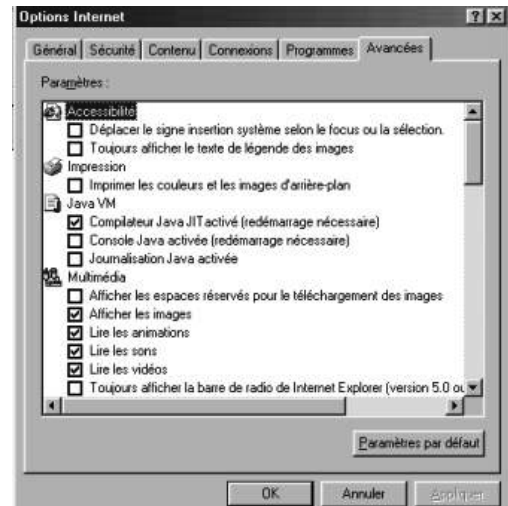 Options Internet
Général Sécurité Contenu Connexions Programmes Avancées
Paramètres :
Accessibilité
Déplacer le signe insertion système selon le focus ou la sélection.
Toujours afficher le texte de légende des images
Impression
Imprimer les couleurs et les images d'arrière-plan
Java VM
Compilateur Java JIT activé (redémarrage nécessaire)
Console Java activée (redémarrage nécessaire)
Journalisation Java activée
Multimédia
Afficher les espaces réservés pour le téléchargement des images
Afficher les images
Lire les animations
Lire les sons
Lire les vidéos
Toujours afficher la barre de radio de Internet Explorer (version 5.0 ou
Paramètres par défaut
OK Annuler Appliquer